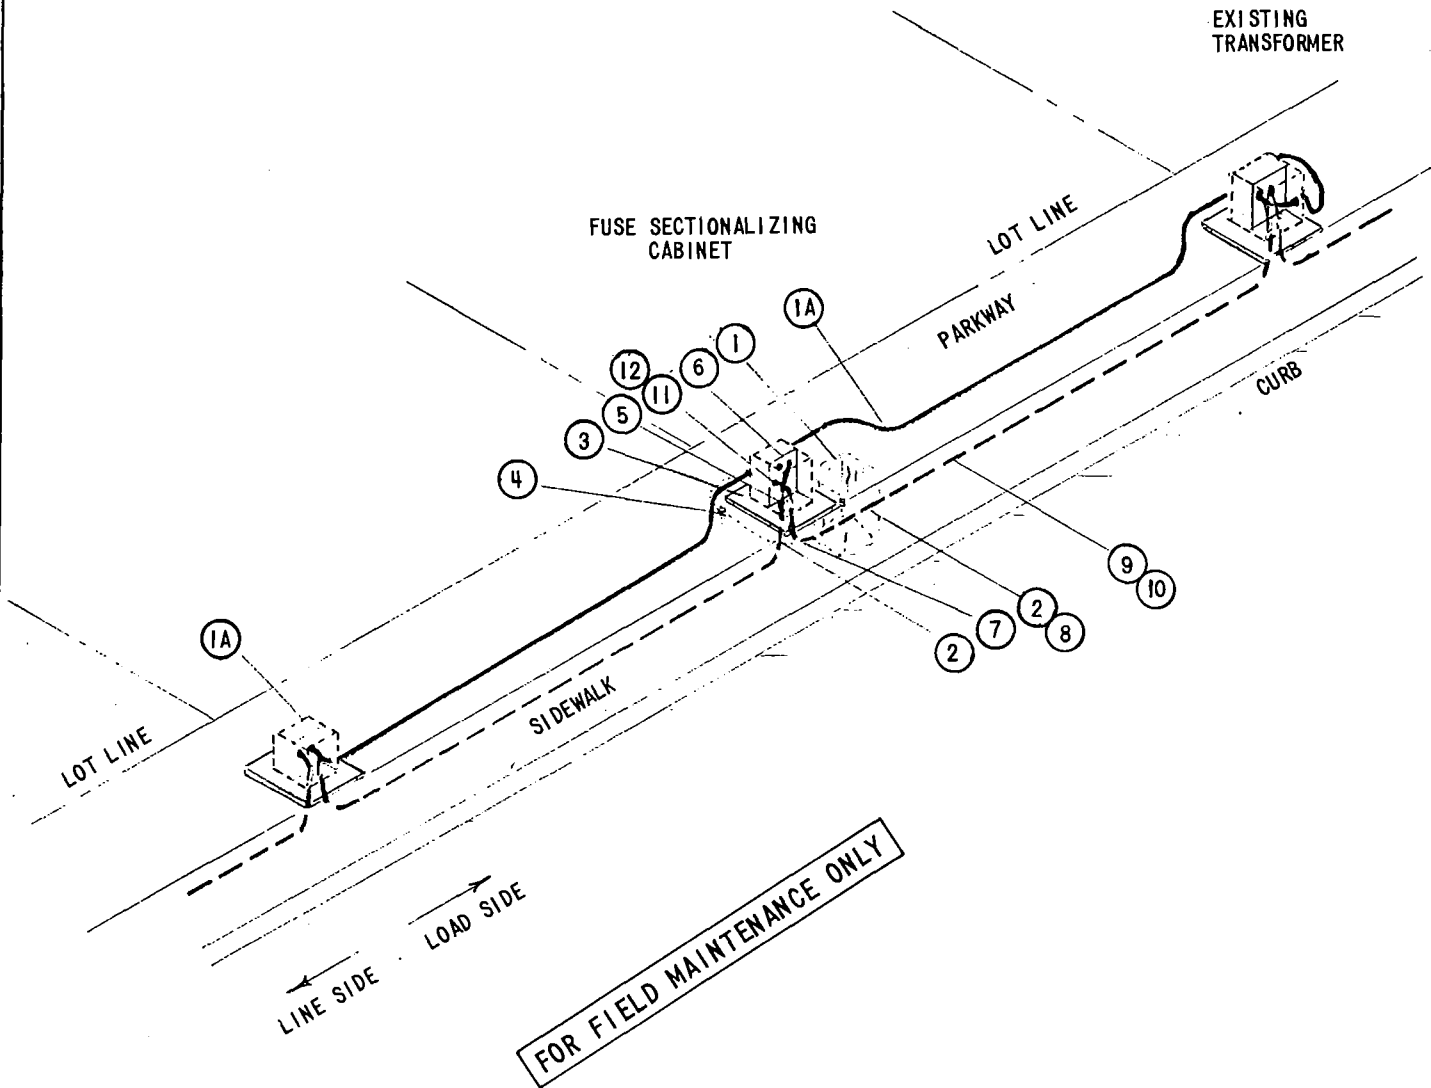 EXISTING
TRANSFORMER
FUSE SECTIONALIZING
CABINET
LOT LINE
PARKWAY
CURB
1A
1
6
12
11
5
3
4
9
10
2
8
7
2
1A
SIDEWALK
LOT LINE
LOAD SIDE
LINE SIDE
FOR FIELD MAINTENANCE ONLY